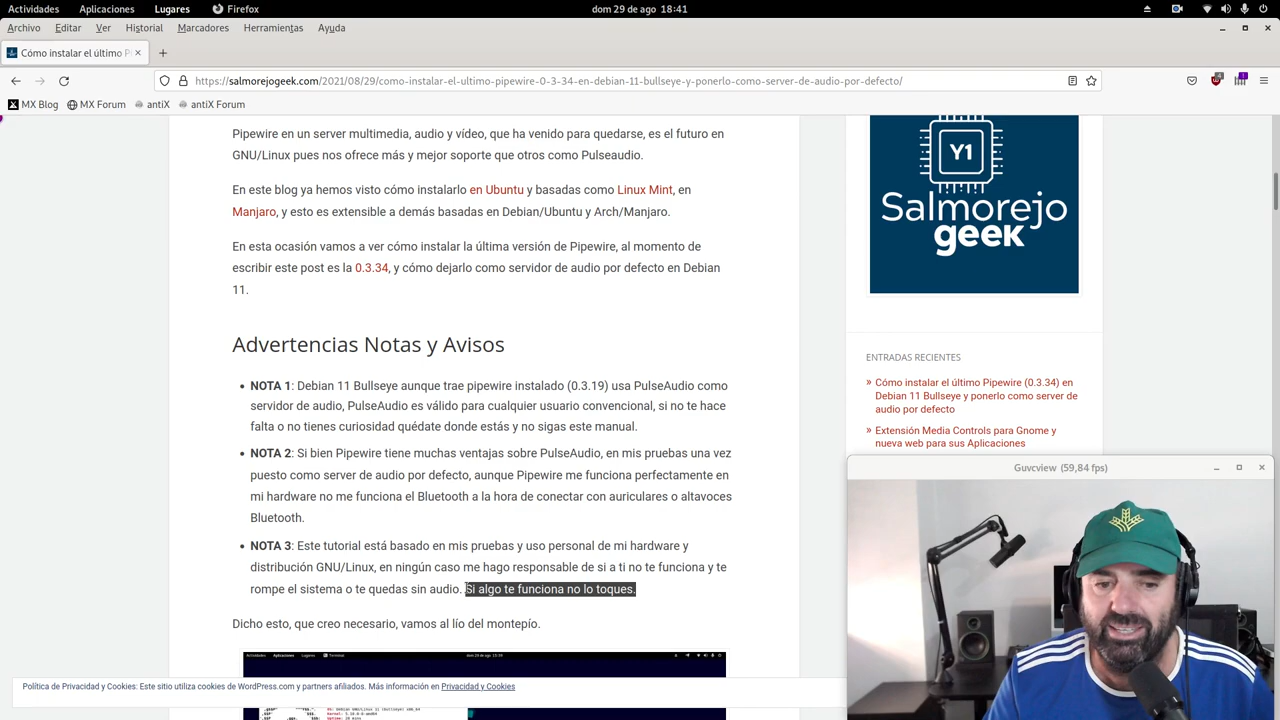 Actividades Aplicaciones Lugares Firefox dom 29 de ago 18:41
Archivo Editar Ver Historial Marcadores Herramientas Ayuda
Cómo instalar el último P
https://salmorejogeek.com/2021/08/29/como-instalar-el-ultimo-pipewire-0-3-34-en-debian-11-bullseye-y-ponerlo-como-server-de-audio-por-defecto/
MX Blog MX Forum antiX antiX Forum
Pipewire en un server multimedia, audio y vídeo, que ha venido para quedarse, es el futuro en
GNU/Linux pues nos ofrece más y mejor soporte que otros como Pulseaudio.
En este blog ya hemos visto cómo instalarlo en Ubuntu y basadas como Linux Mint, en
Manjaro, y esto es extensible a demás basadas en Debian/Ubuntu y Arch/Manjaro.
En esta ocasión vamos a ver cómo instalar la última versión de Pipewire, al momento de
escribir este post es la 0.3.34, y cómo dejarlo como servidor de audio por defecto en Debian
11.
Advertencias Notas y Avisos
• NOTA 1: Debian 11 Bullseye aunque trae pipewire instalado (0.3.19) usa PulseAudio como
servidor de audio, PulseAudio es válido para cualquier usuario convencional, si no te hace
falta o no tienes curiosidad quédate donde estás y no sigas este manual.
• NOTA 2: Si bien Pipewire tiene muchas ventajas sobre PulseAudio, en mis pruebas una vez
puesto como server de audio por defecto, aunque Pipewire me funciona perfectamente en
mi hardware no me funciona el Bluetooth a la hora de conectar con auriculares o altavoces
Bluetooth.
• NOTA 3: Este tutorial está basado en mis pruebas y uso personal de mi hardware y
distribución GNU/Linux, en ningún caso me hago responsable de si a ti no te funciona y te
rompe el sistema o te quedas sin audio. Si algo te funciona no lo toques.
Dicho esto, que creo necesario, vamos al lío del montepío.
Y1
Salmorejo
geek
ENTRADAS RECIENTES
» Cómo instalar el último Pipewire (0.3.34) en
Debian 11 Bullseye y ponerlo como server de
audio por defecto
» Extensión Media Controls para Gnome y
nueva web para sus Aplicaciones
Guvcview (59,84 fps)
Política de Privacidad y Cookies: Este sitio utiliza cookies de WordPress.com y partners afiliados. Más información en Privacidad y Cookies